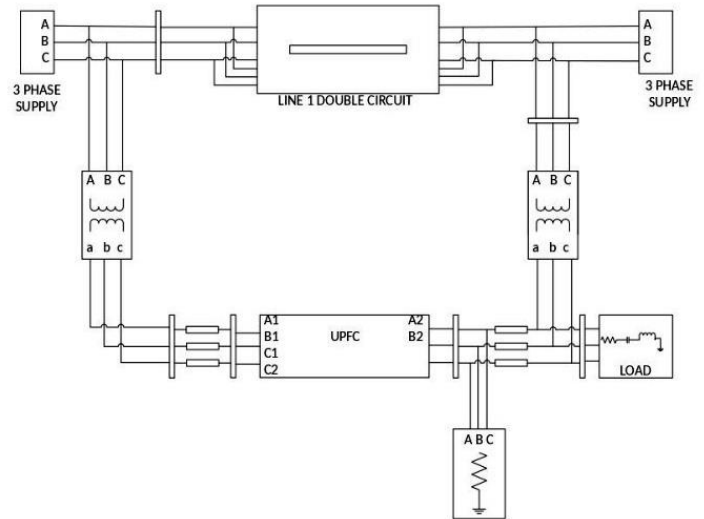 A
B
C
3 PHASE
SUPPLY
LINE 1 DOUBLE CIRCUIT
A
B
C
3 PHASE
SUPPLY
A B C
a b c
A B C
a b c
A1
B1
C1
C2
UPFC
A2
B2
LOAD
A B C